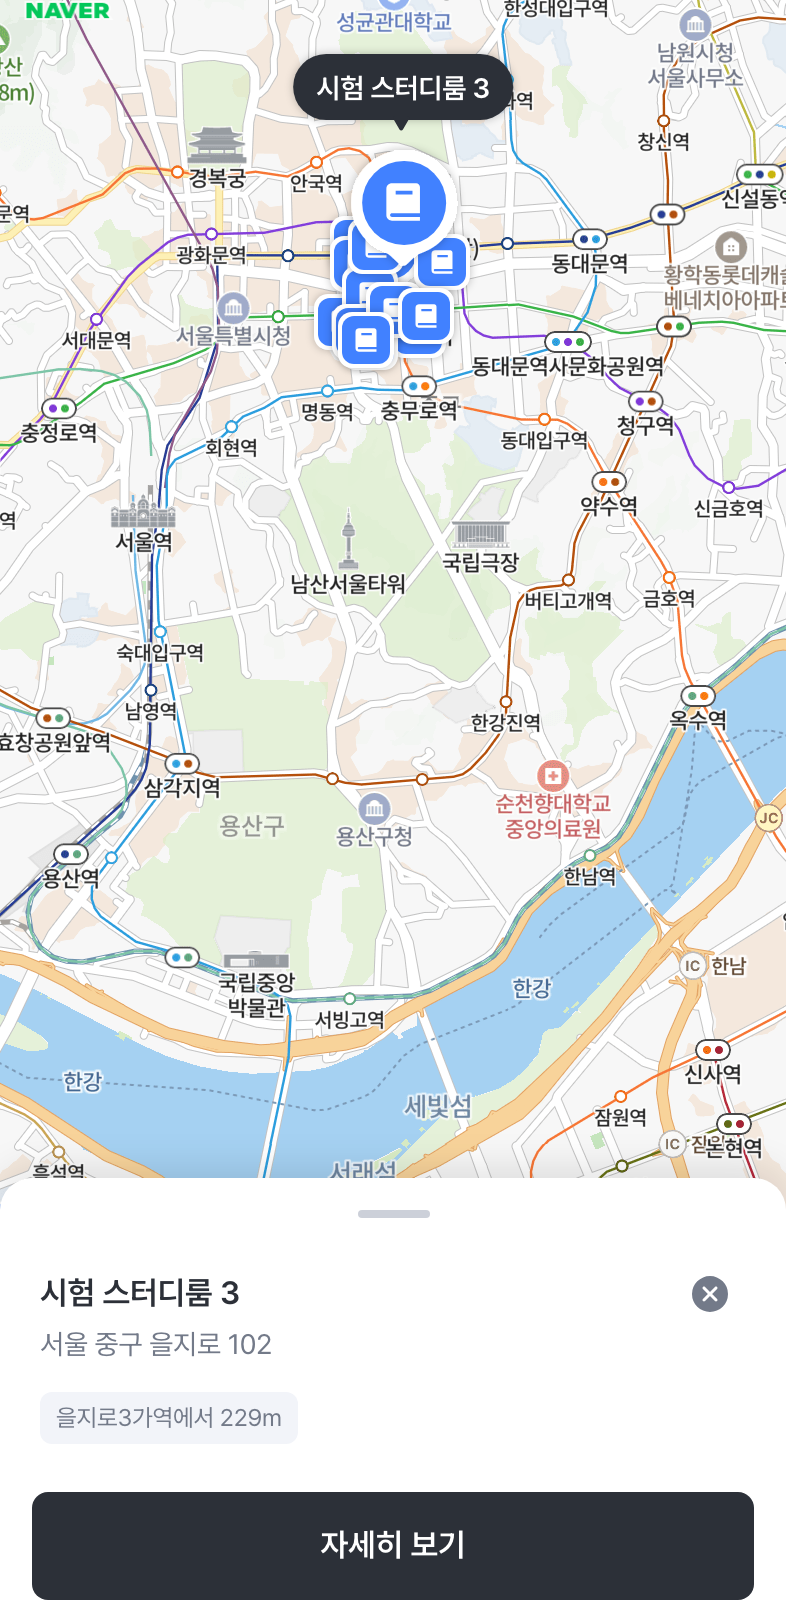 NAVER
성균관대학교
한성대입구역
남원시청
서울사무소
시험 스터디룸 3
창신역
경복궁
안국역
신설동역
광화문역
동대문역
황학동롯데캐슬
베네치아아파트
서울특별시청
서대문역
동대문역사문화공원역
명동역
충무로역
충정로역
회현역
동대입구역
청구역
약수역
신금호역
서울역
국립극장
남산서울타워
버티고개역
금호역
숙대입구역
남영역
한강진역
옥수역
효창공원앞역
삼각지역
순천향대학교
중앙의료원
JC
용산구
용산구청
용산역
한남역
IC
한남
국립중앙
박물관
한강
서빙고역
신사역
한강
세빛섬
잠원역
IC
논현역
흑석역
서래섬
시험 스터디룸 3
서울 중구 을지로 102
을지로3가역에서 229m
자세히 보기